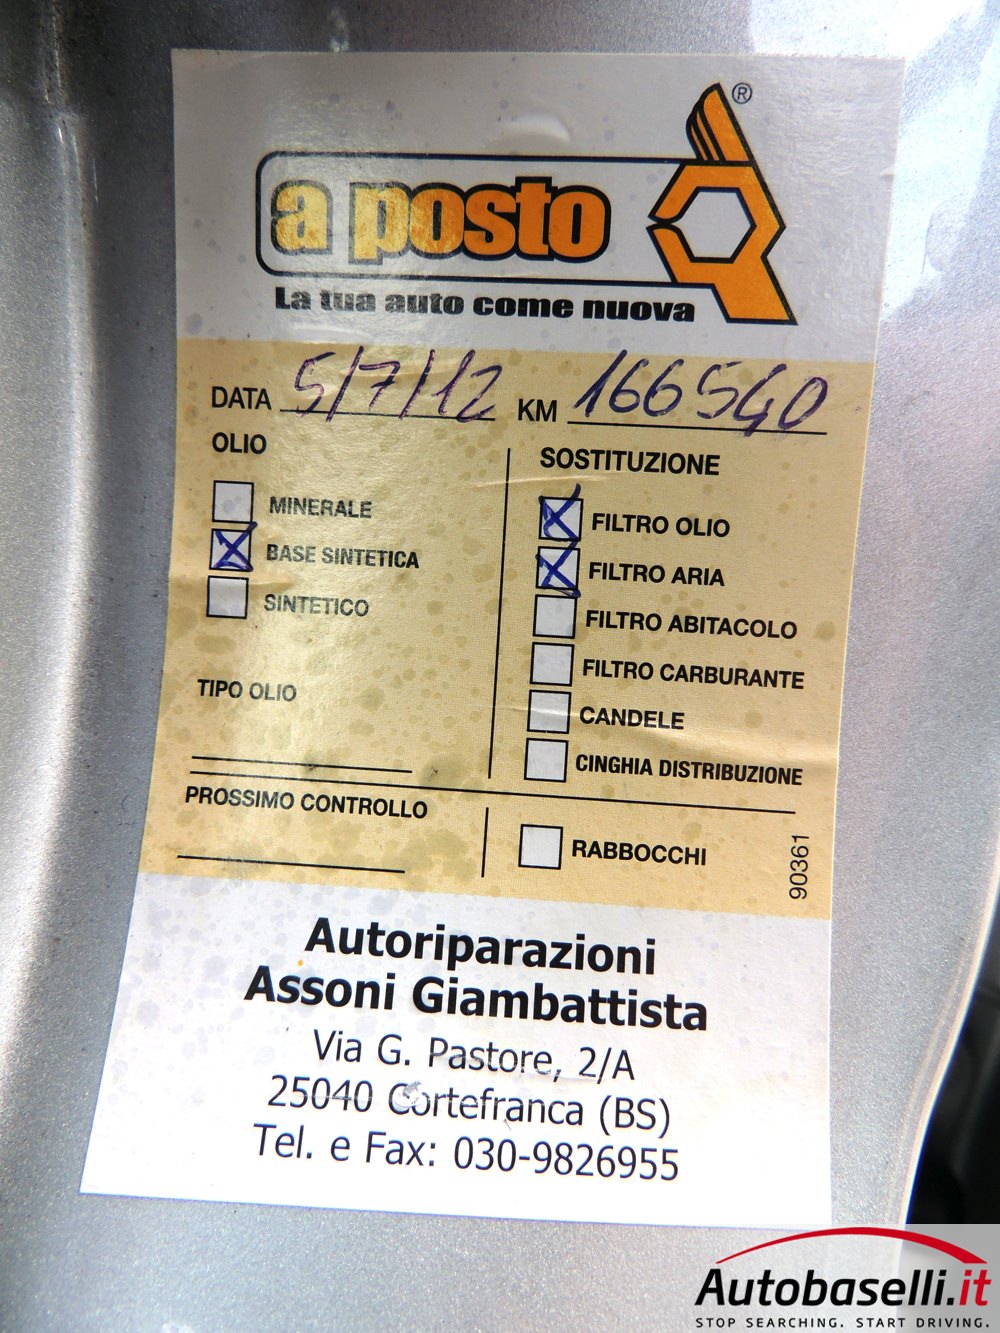 ®
a posto
La tua auto come nuova
DATA 5/7/12 KM 166540
OLIO
MINERALE
BASE SINTETICA
SINTETICO
TIPO OLIO
SOSTITUZIONE
FILTRO OLIO
FILTRO ARIA
FILTRO ABITACOLO
FILTRO CARBURANTE
CANDELE
CINGHIA DISTRIBUZIONE
PROSSIMO CONTROLLO
RABBOCCHI
90361
Autoriparazioni
Assoni Giambattista
Via G. Pastore, 2/A
25040 Cortefranca (BS)
Tel. e Fax: 030-9826955
Autobaselli.it
STOP SEARCHING. START DRIVING.